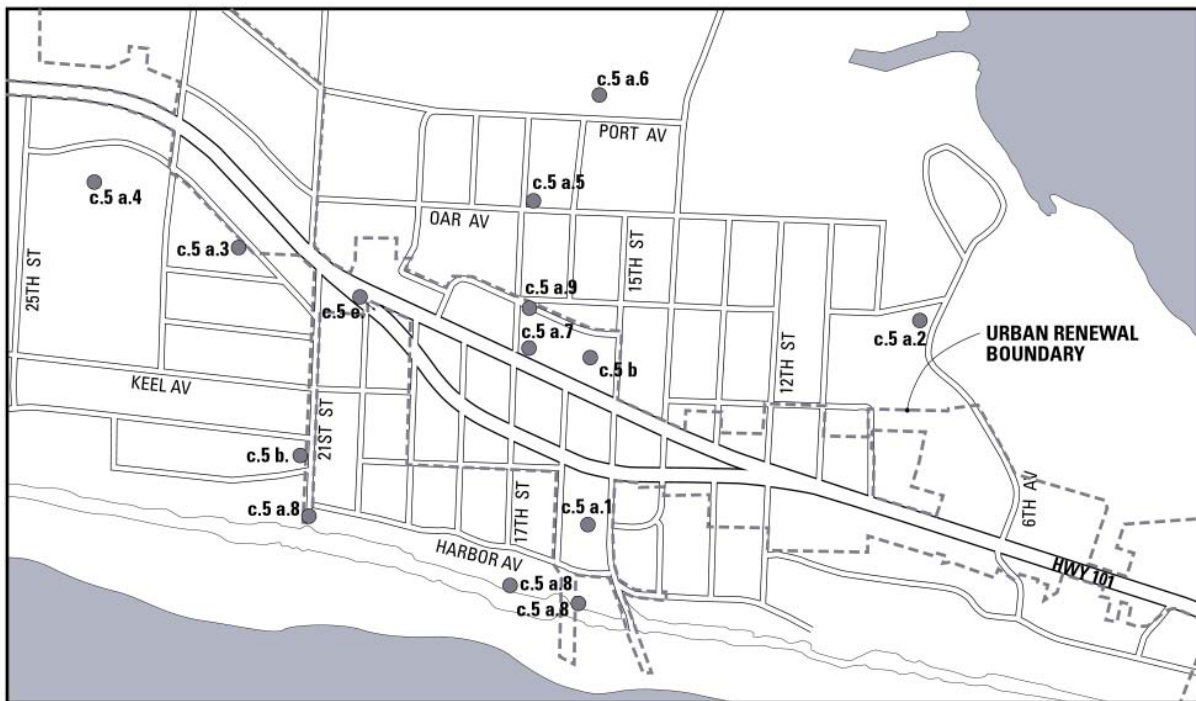 c.5 a.6
PORT AV
c.5 a.4
c.5 a.5
OAR AV
c.5 a.3
15TH ST
25TH ST
c.5 a.9
c.5 e.
c.5 a.7
c.5 b
c.5 a.2
URBAN RENEWAL
BOUNDARY
12TH ST
KEEL AV
21ST ST
c.5 b.
17TH ST
6TH AV
c.5 a.8
c.5 a.1
HARBOR AV
HWY 101
c.5 a.8
c.5 a.8